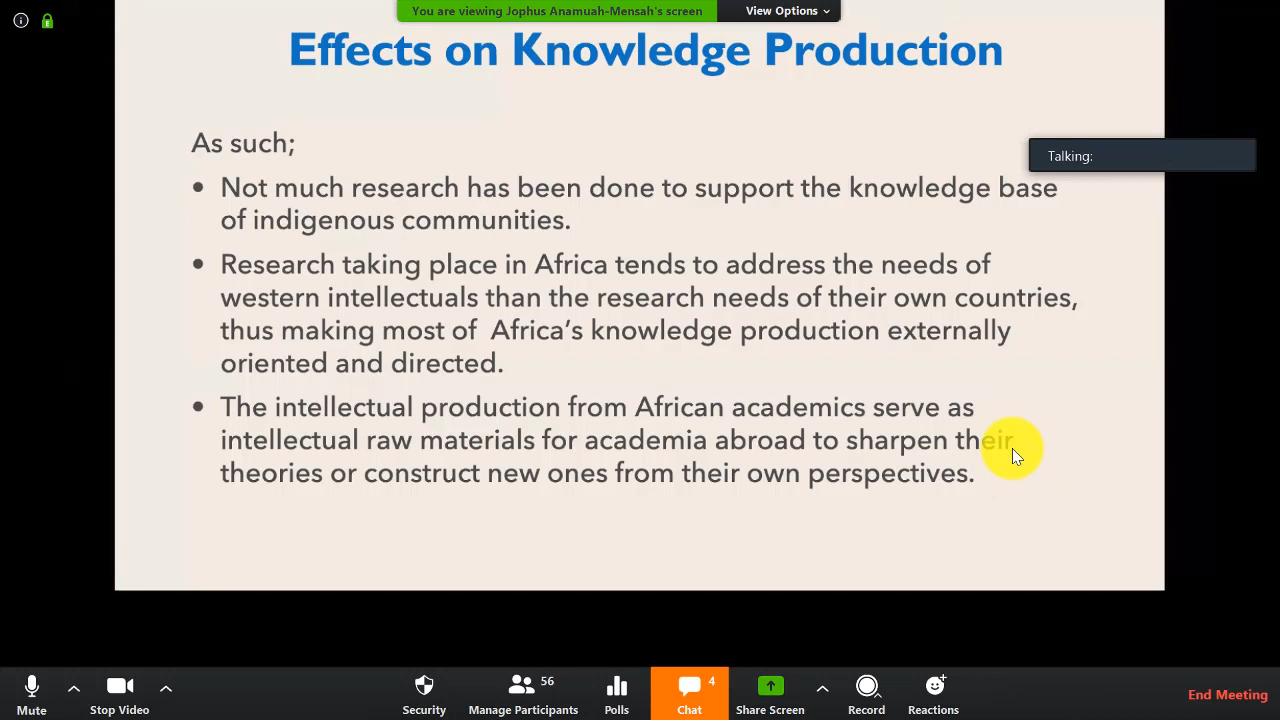 You are viewing Jophus Anamuah-Mensah's screen
View Options
Effects on Knowledge Production
As such;
Talking:
• Not much research has been done to support the knowledge base
of indigenous communities.
• Research taking place in Africa tends to address the needs of
western intellectuals than the research needs of their own countries,
thus making most of Africa's knowledge production externally
oriented and directed.
• The intellectual production from African academics serve as
intellectual raw materials for academia abroad to sharpen their
theories or construct new ones from their own perspectives.
Mute
Stop Video
Security
Manage Participants
56
Polls
Chat
4
Share Screen
Record
Reactions
End Meeting